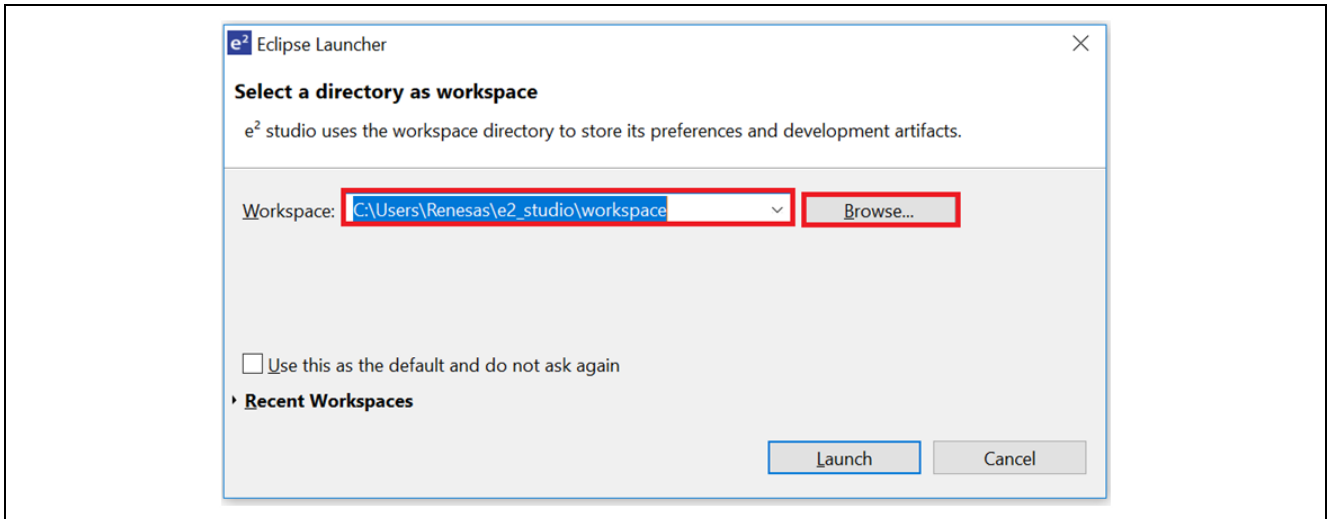 e² Eclipse Launcher
Select a directory as workspace
e² studio uses the workspace directory to store its preferences and development artifacts.
Workspace: C:\Users\Renesas\e2_studio\workspace Browse...
Use this as the default and do not ask again
Recent Workspaces
Launch Cancel